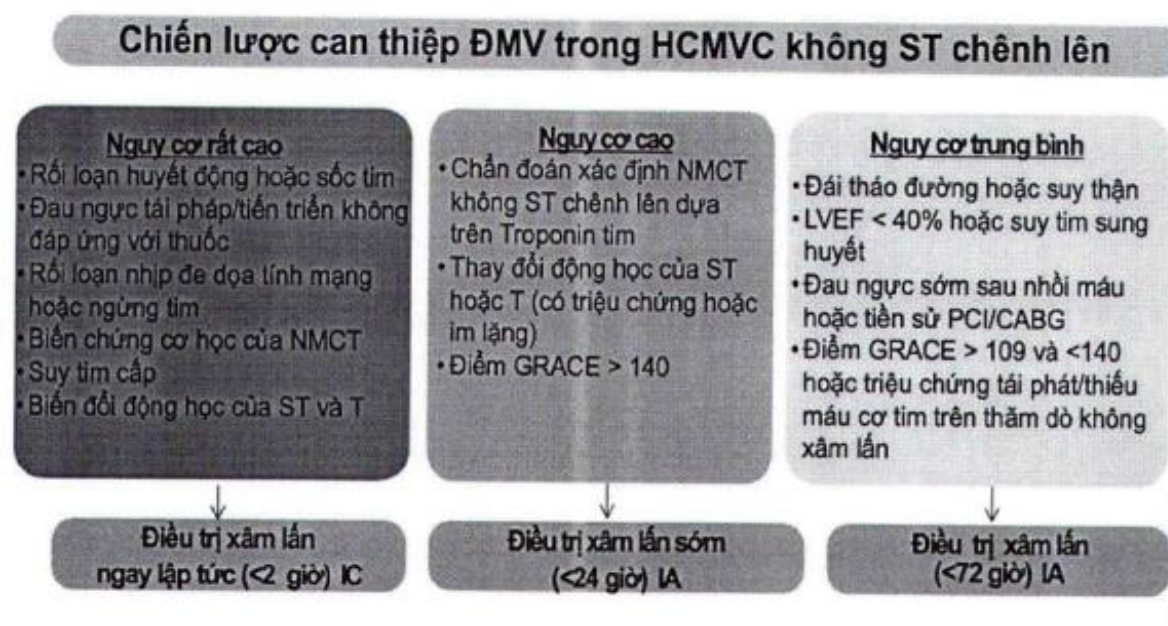 Chiến lược can thiệp ĐMV trong HCMVC không ST chênh lên
Nguy cơ rất cao
• Rối loạn huyết động hoặc sốc tim
• Đau ngực tái pháp/tiến triển không
đáp ứng với thuốc
• Rối loạn nhịp đe dọa tính mạng
hoặc ngừng tim
• Biến chứng cơ học của NMCT
• Suy tim cấp
• Biến đổi động học của ST và T
Điều trị xâm lấn
ngay lập tức (<2 giờ) IC
Nguy cơ cao
• Chẩn đoán xác định NMCT
không ST chênh lên dựa
trên Troponin tim
• Thay đổi động học của ST
hoặc T (có triệu chứng hoặc
im lặng)
• Điểm GRACE > 140
Điều trị xâm lấn sớm
(<24 giờ) IA
Nguy cơ trung bình
• Đái tháo đường hoặc suy thận
• LVEF < 40% hoặc suy tim sung
huyết
• Đau ngực sớm sau nhồi máu
hoặc tiền sử PCI/CABG
• Điểm GRACE > 109 và <140
hoặc triệu chứng tái phát/thiếu
máu cơ tim trên thăm dò không
xâm lấn
Điều trị xâm lấn
(<72 giờ) IA